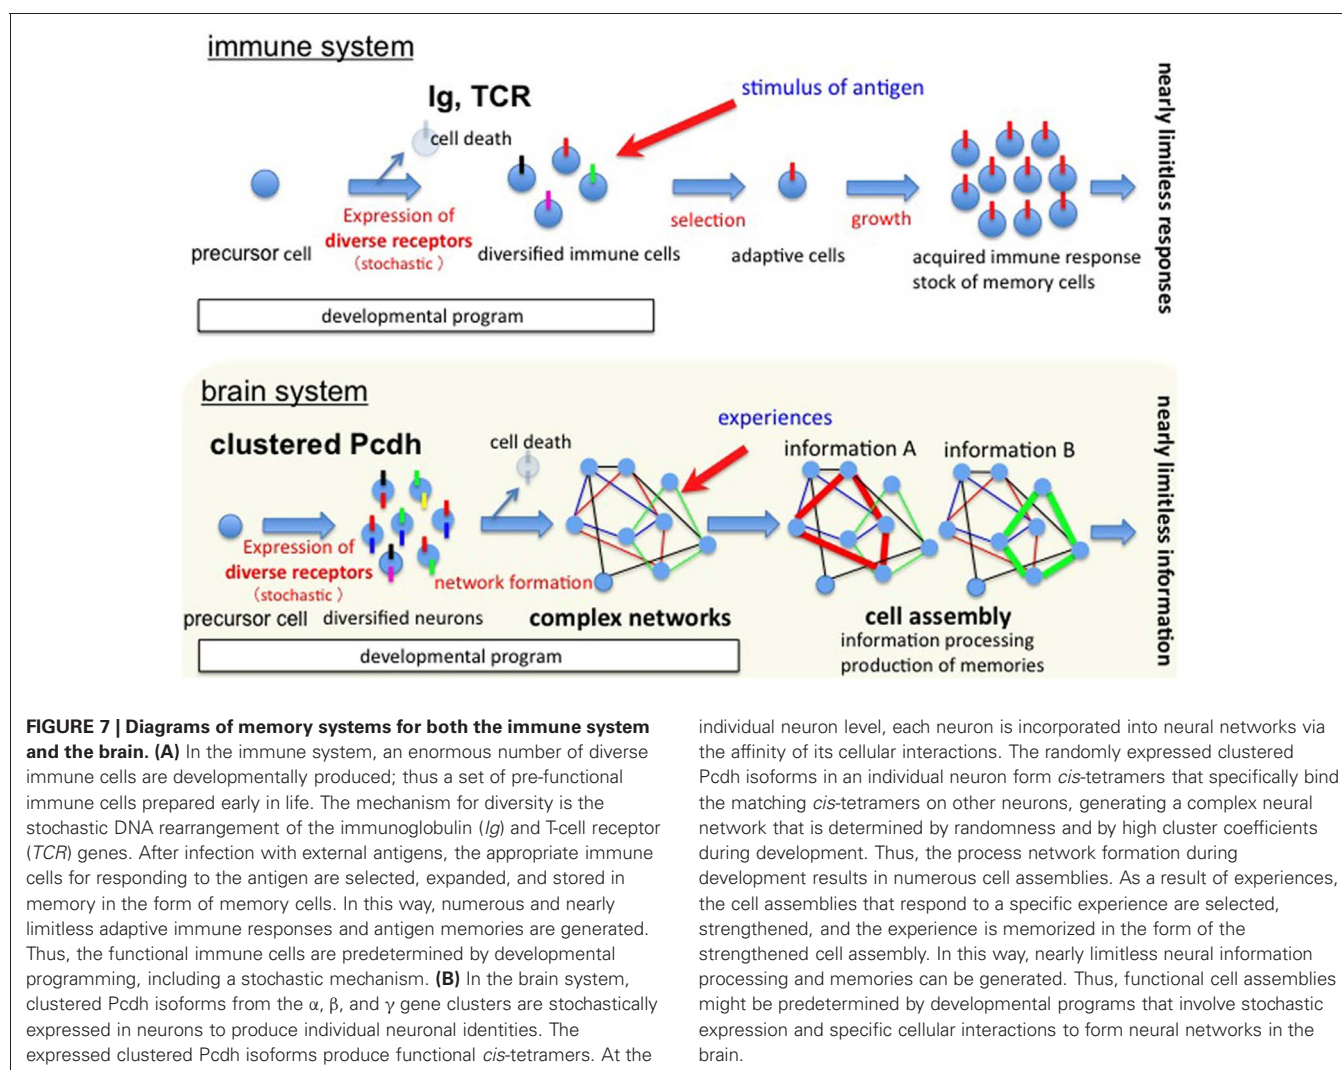 immune system
Ig, TCR
stimulus of antigen
cell death
Expression of
diverse receptors
(stochastic )
selection
growth
precursor cell
diversified immune cells
adaptive cells
acquired immune response
stock of memory cells
developmental program
nearly limitless responses
brain system
clustered Pcdh
experiences
cell death
information A
information B
Expression of
diverse receptors
(stochastic )
network formation
precursor cell
diversified neurons
complex networks
cell assembly
information processing
production of memories
developmental program
nearly limitless information
FIGURE 7 | Diagrams of memory systems for both the immune system
and the brain. (A) In the immune system, an enormous number of diverse
immune cells are developmentally produced; thus a set of pre-functional
immune cells prepared early in life. The mechanism for diversity is the
stochastic DNA rearrangement of the immunoglobulin (Ig) and T-cell receptor
(TCR) genes. After infection with external antigens, the appropriate immune
cells for responding to the antigen are selected, expanded, and stored in
memory in the form of memory cells. In this way, numerous and nearly
limitless adaptive immune responses and antigen memories are generated.
Thus, the functional immune cells are predetermined by developmental
programming, including a stochastic mechanism. (B) In the brain system,
clustered Pcdh isoforms from the α, β, and γ gene clusters are stochastically
expressed in neurons to produce individual neuronal identities. The
expressed clustered Pcdh isoforms produce functional cis-tetramers. At the
individual neuron level, each neuron is incorporated into neural networks via
the affinity of its cellular interactions. The randomly expressed clustered
Pcdh isoforms in an individual neuron form cis-tetramers that specifically bind
the matching cis-tetramers on other neurons, generating a complex neural
network that is determined by randomness and by high cluster coefficients
during development. Thus, the process network formation during
development results in numerous cell assemblies. As a result of experiences,
the cell assemblies that respond to a specific experience are selected,
strengthened, and the experience is memorized in the form of the
strengthened cell assembly. In this way, nearly limitless neural information
processing and memories can be generated. Thus, functional cell assemblies
might be predetermined by developmental programs that involve stochastic
expression and specific cellular interactions to form neural networks in the
brain.